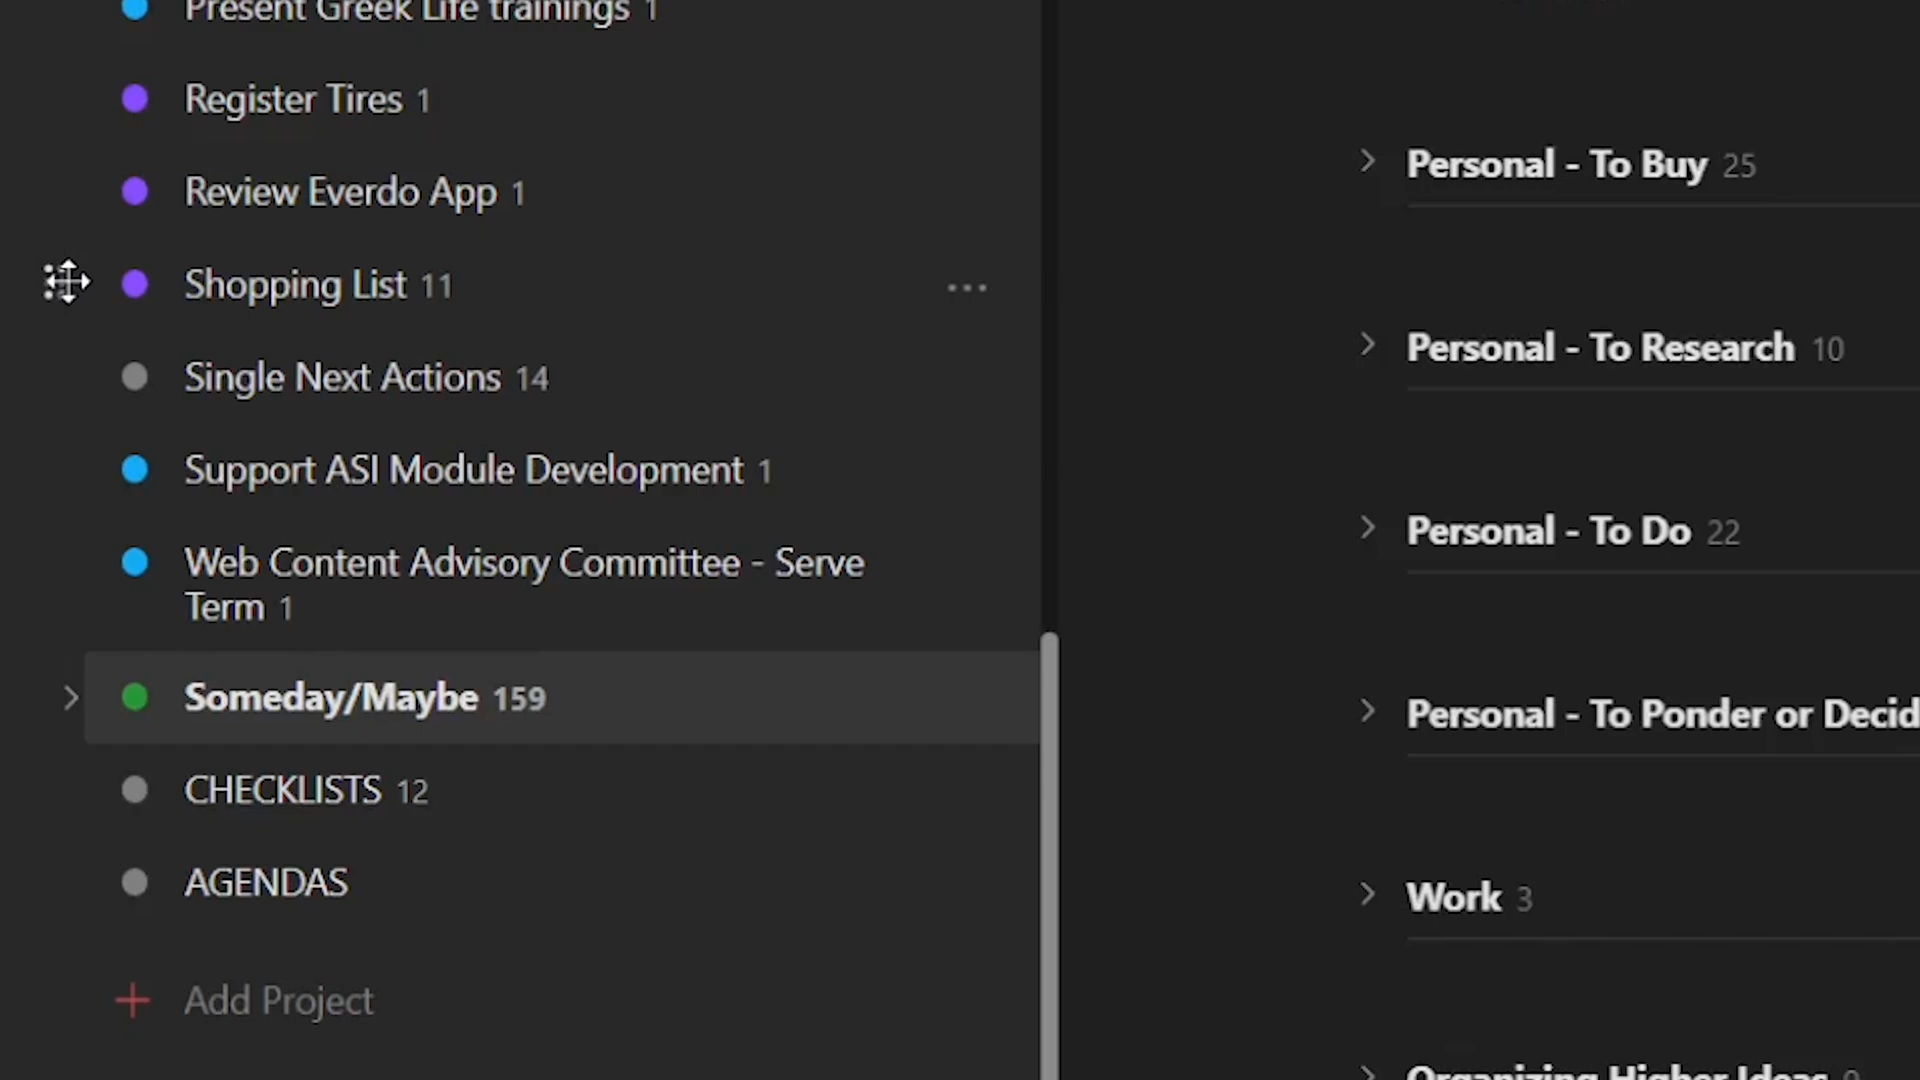 Present Greek Life trainings 1
Register Tires 1
Review Everdo App 1
Shopping List 11
Single Next Actions 14
Support ASI Module Development 1
Web Content Advisory Committee - Serve
Term 1
Someday/Maybe 159
CHECKLISTS 12
AGENDAS
Add Project
Personal - To Buy 25
Personal - To Research 10
Personal - To Do 22
Personal - To Ponder or Decid
Work 3
Organizing Higher Ideas